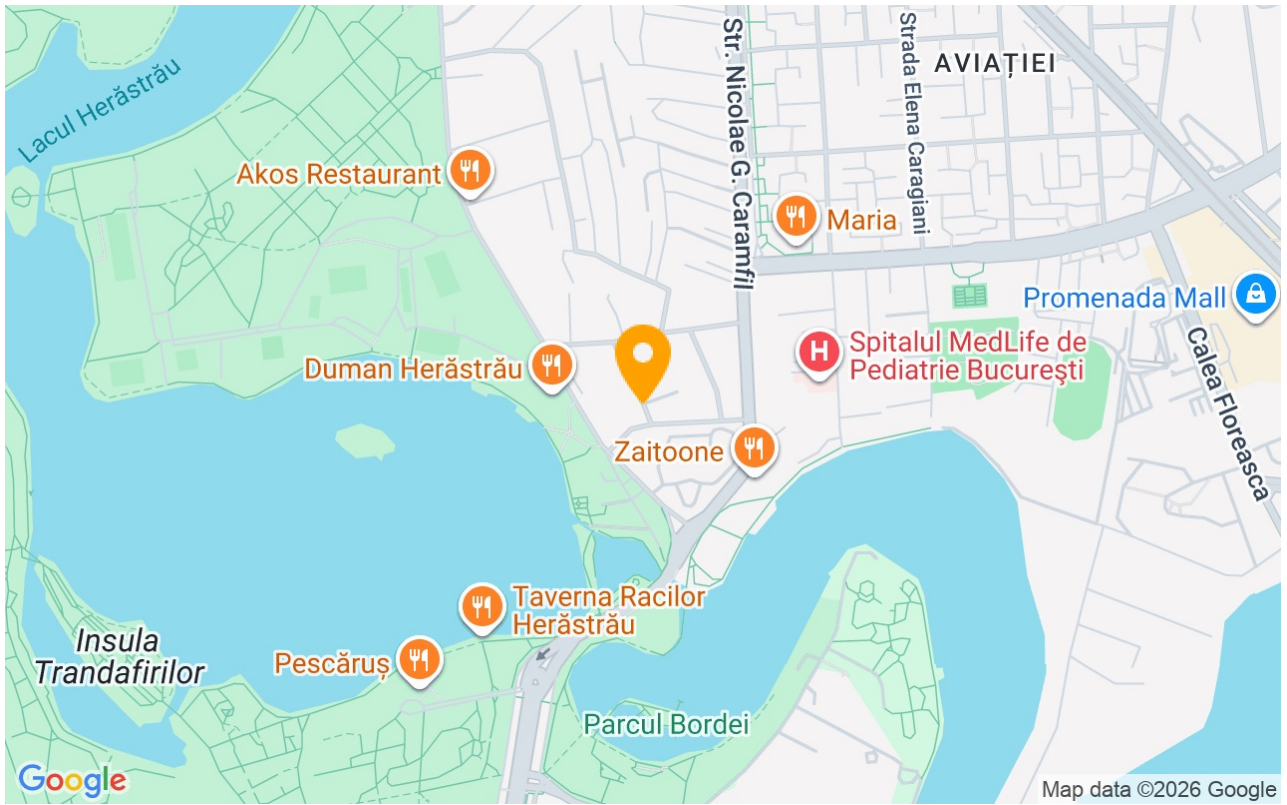 Str. Nicolae G. Caramfil
Strada Elena Caragiani
AVIAȚIEI
Lacul Herăstrău
Akos Restaurant
Maria
Promenada Mall
Spitalul MedLife de
Pediatrie Bucureşti
Duman Herăstrău
Calea Floreasca
Zaitoone
Taverna Racilor
Herăstrău
Insula
Trandafirilor
Pescăruș
Parcul Bordei
Google
Map data ©2026 Google